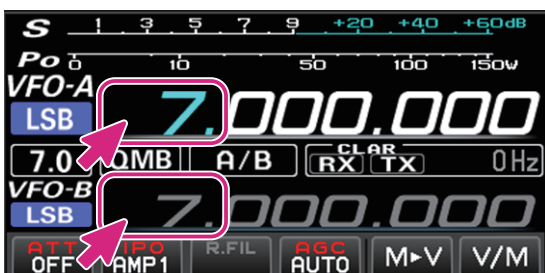 S 1 3 5 7 9 +20 +40 +60dB
Po 0 10 50 100 150W
VFO-A
LSB 7.000.000
7.0 QMB A/B CLAR RX TX 0Hz
VFO-B
LSB 7.000.000
ATT IPO R.FIL AGC M►V V/M
OFF AMP1 AUTO